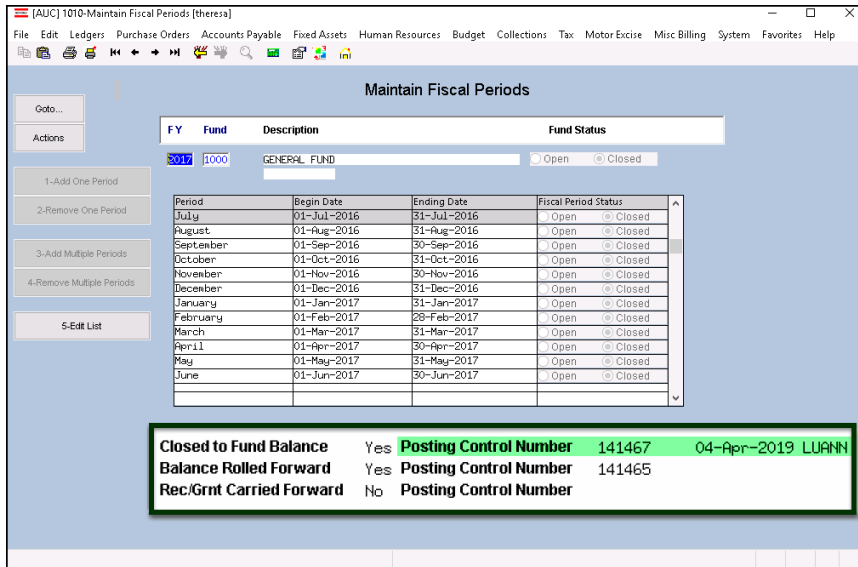 [AUC] 1010-Maintain Fiscal Periods [theresa]
File Edit Ledgers Purchase Orders Accounts Payable Fixed Assets Human Resources Budget Collections Tax Motor Excise Misc Billing System Favorites Help
Maintain Fiscal Periods
Goto...
Actions
FY Fund Description Fund Status
2017 1000 GENERAL FUND Open Closed
1-Add One Period
2-Remove One Period
3-Add Multiple Periods
4-Remove Multiple Periods
5-Edit List
Period Begin Date Ending Date Fiscal Period Status
July 01-Jul-2016 31-Jul-2016 Open Closed
August 01-Aug-2016 31-Aug-2016 Open Closed
September 01-Sep-2016 30-Sep-2016 Open Closed
October 01-Oct-2016 31-Oct-2016 Open Closed
November 01-Nov-2016 30-Nov-2016 Open Closed
December 01-Dec-2016 31-Dec-2016 Open Closed
January 01-Jan-2017 31-Jan-2017 Open Closed
February 01-Feb-2017 28-Feb-2017 Open Closed
March 01-Mar-2017 31-Mar-2017 Open Closed
April 01-Apr-2017 30-Apr-2017 Open Closed
May 01-May-2017 31-May-2017 Open Closed
June 01-Jun-2017 30-Jun-2017 Open Closed
Closed to Fund Balance Yes Posting Control Number 141467 04-Apr-2019 LUANN
Balance Rolled Forward Yes Posting Control Number 141465
Rec/Grnt Carried Forward No Posting Control Number